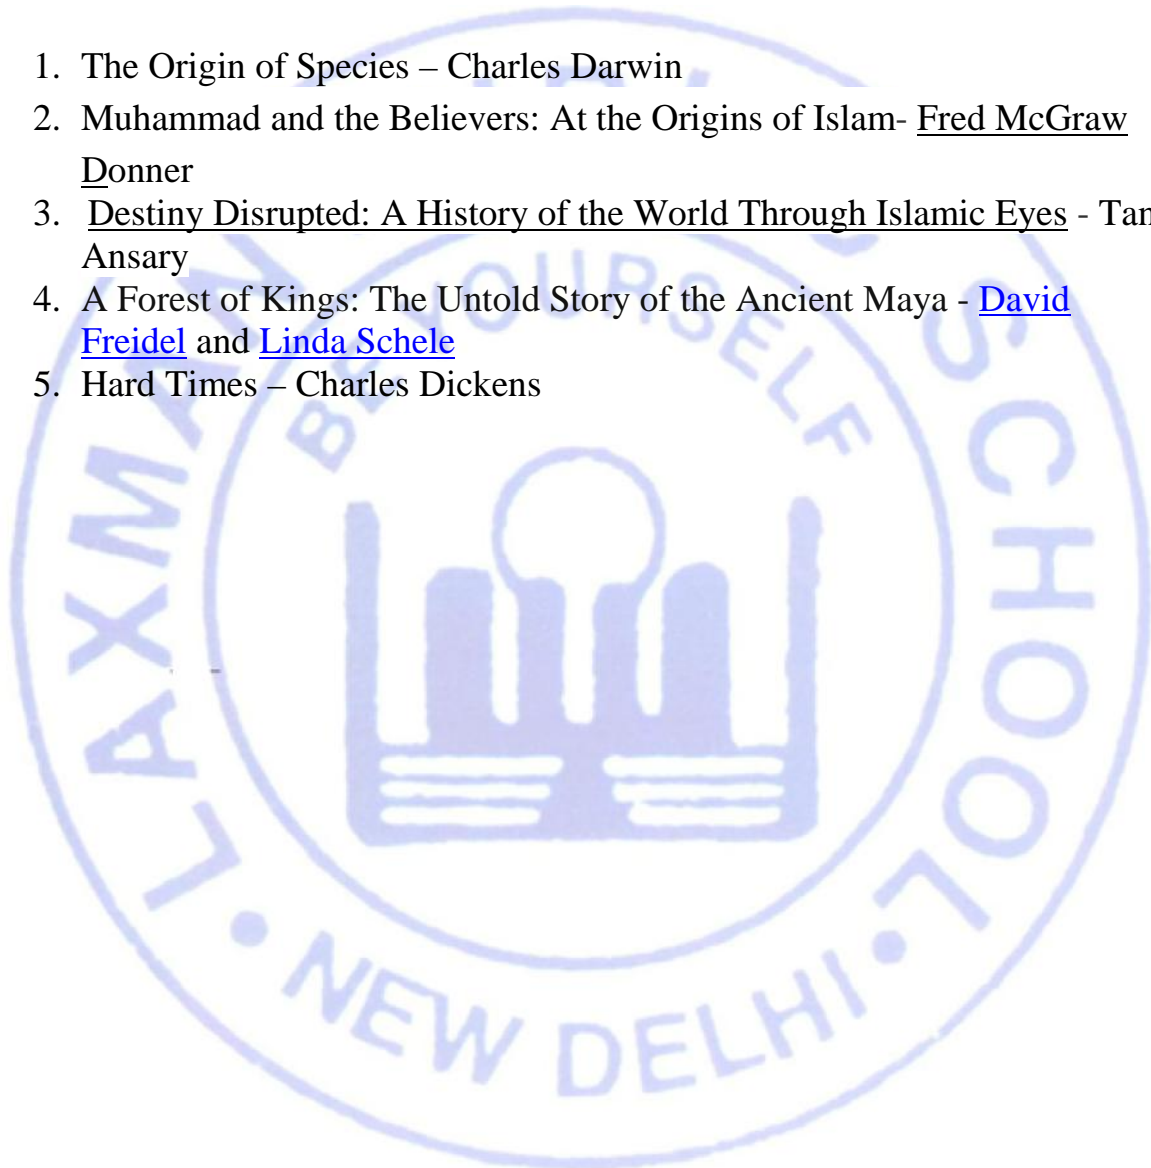 1. The Origin of Species – Charles Darwin
2. Muhammad and the Believers: At the Origins of Islam- Fred McGraw
Donner
3. Destiny Disrupted: A History of the World Through Islamic Eyes - Tam
Ansary
4. A Forest of Kings: The Untold Story of the Ancient Maya - David
Freidel and Linda Schele
5. Hard Times – Charles Dickens
BE YOURSELF
LAXMAN
SCHOOL
NEW DELHI